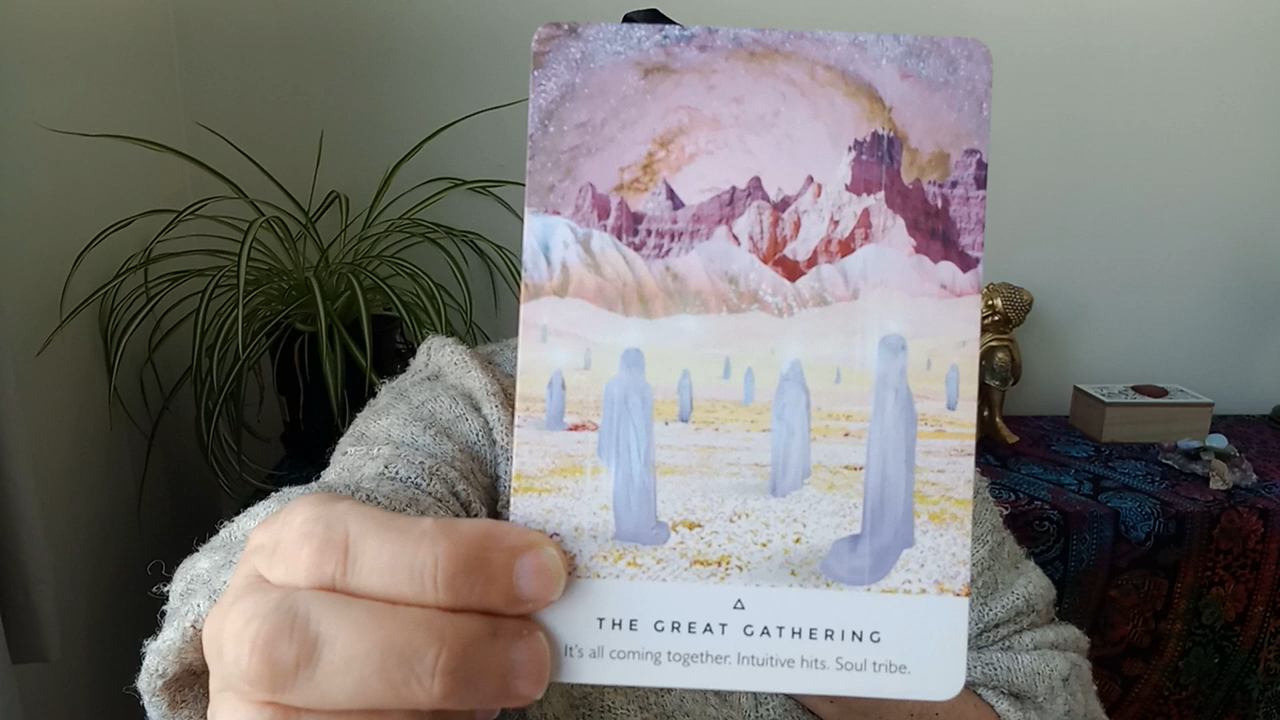 THE GREAT GATHERING
It's all coming together. Intuitive hits. Soul tribe.